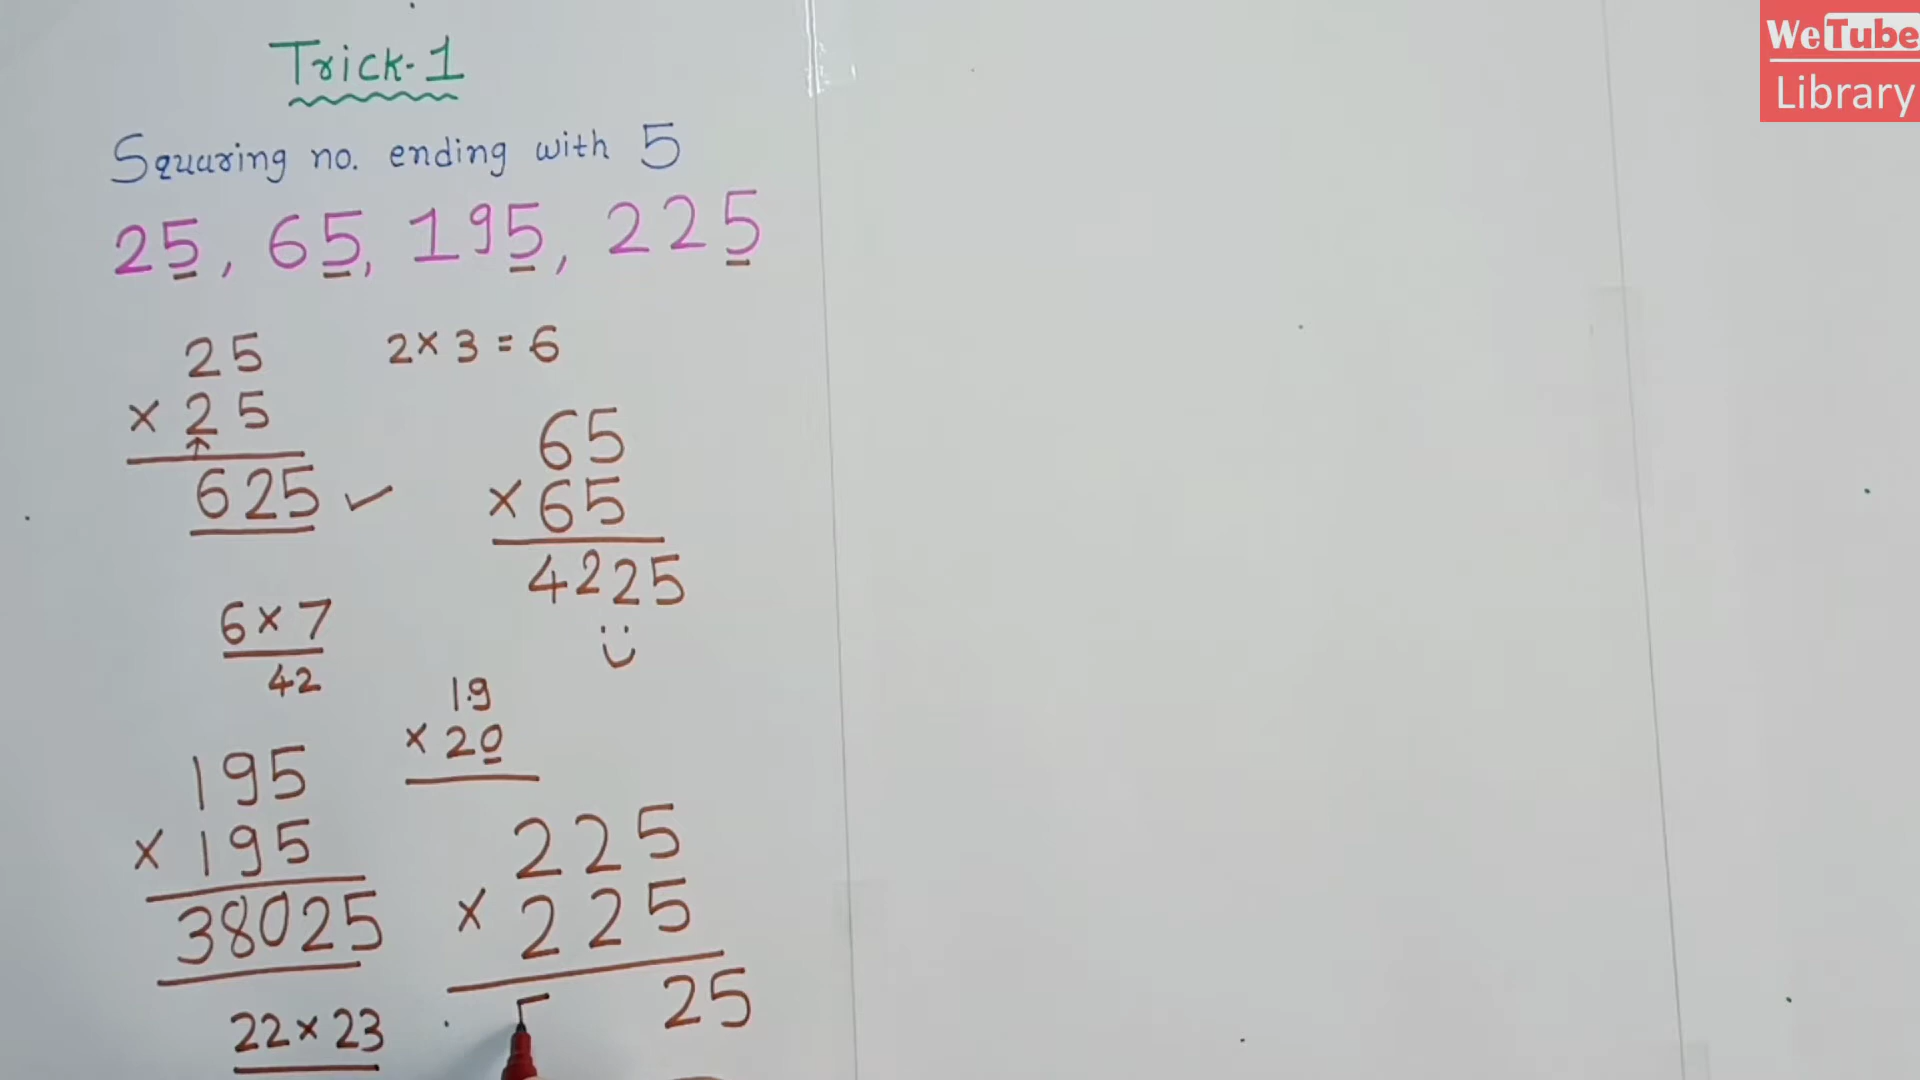 WeTube
Library
Trick-1
Squaring no. ending with 5
25, 65, 195, 225
25
× 25
625 ✓
2 × 3 = 6
65
× 65
4225
6 × 7
42
19
× 20
195
× 195
38025
22 × 23
225
× 225
25